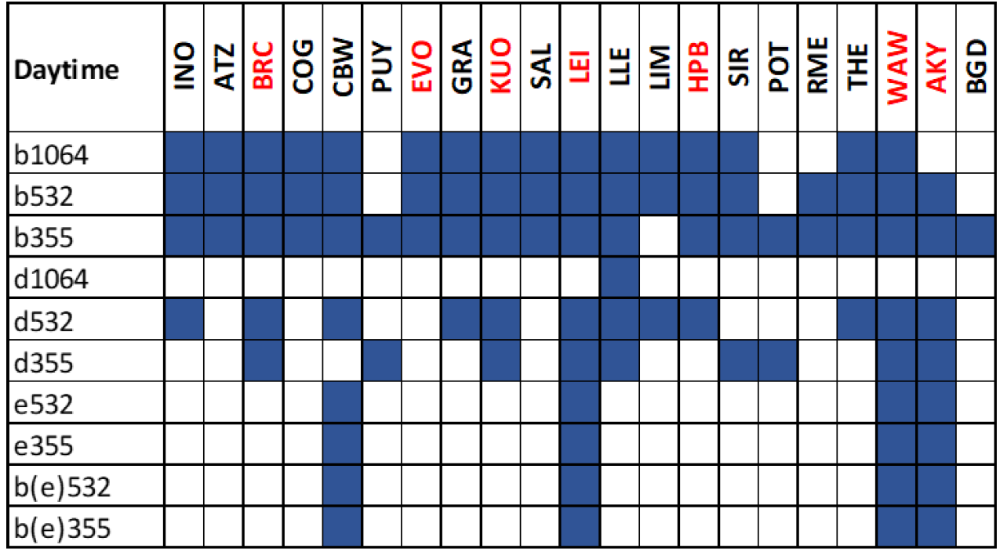 Daytime INO ATZ BRC COG CBW PUY EVO GRA KUO SAL LEI LLE LIM HPB SIR POT RME THE WAW AKY BGD
b1064
b532
b355
d1064
d532
d355
e532
e355
b(e)532
b(e)355